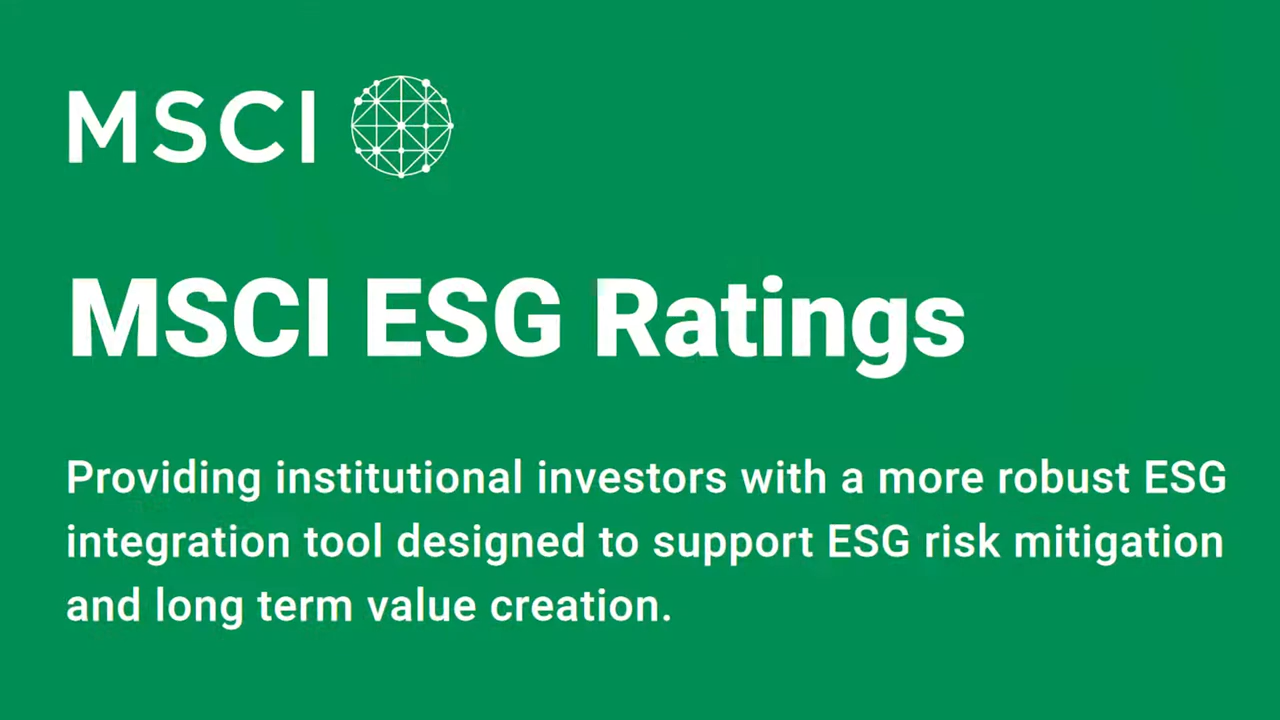 MSCI
MSCI ESG Ratings
Providing institutional investors with a more robust ESG
integration tool designed to support ESG risk mitigation
and long term value creation.